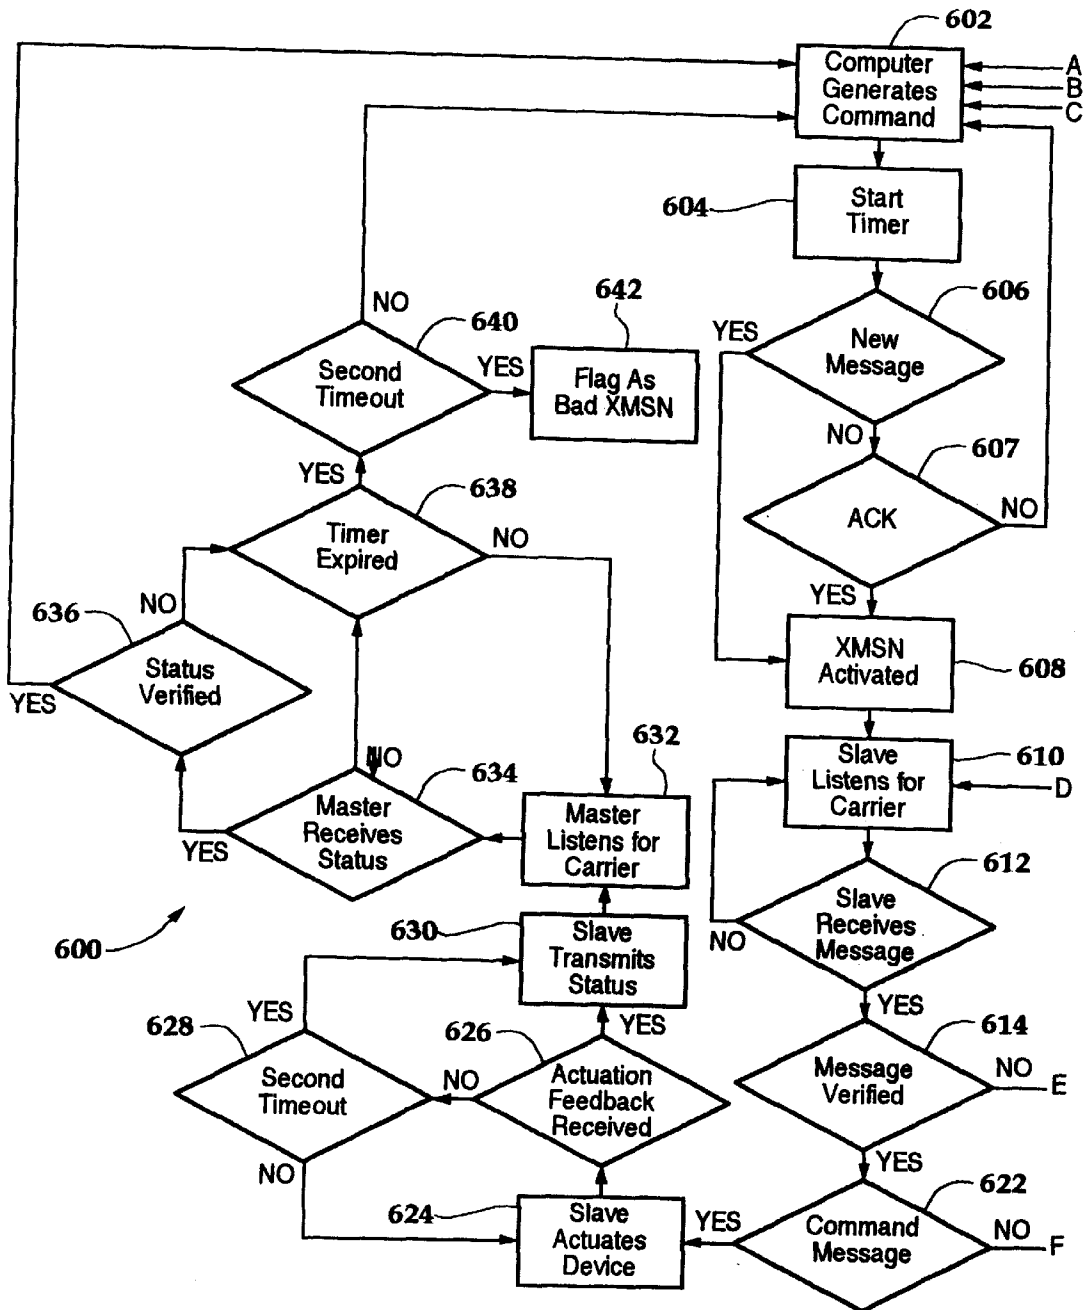 602
Computer
Generates
Command
A
B
C
604
Start
Timer
606
YES
New
Message
NO
607
ACK
NO
YES
XMSN
Activated
608
Slave
Listens for
Carrier
610
D
612
Slave
Receives
Message
NO
YES
614
Message
Verified
NO
E
YES
622
Command
Message
NO
F
YES
624
Slave
Actuates
Device
626
Actuation
Feedback
Received
YES
NO
628
Second
Timeout
YES
NO
630
Slave
Transmits
Status
632
Master
Listens for
Carrier
634
Master
Receives
Status
NO
YES
636
Status
Verified
NO
YES
638
Timer
Expired
NO
YES
640
Second
Timeout
NO
YES
642
Flag As
Bad XMSN
600